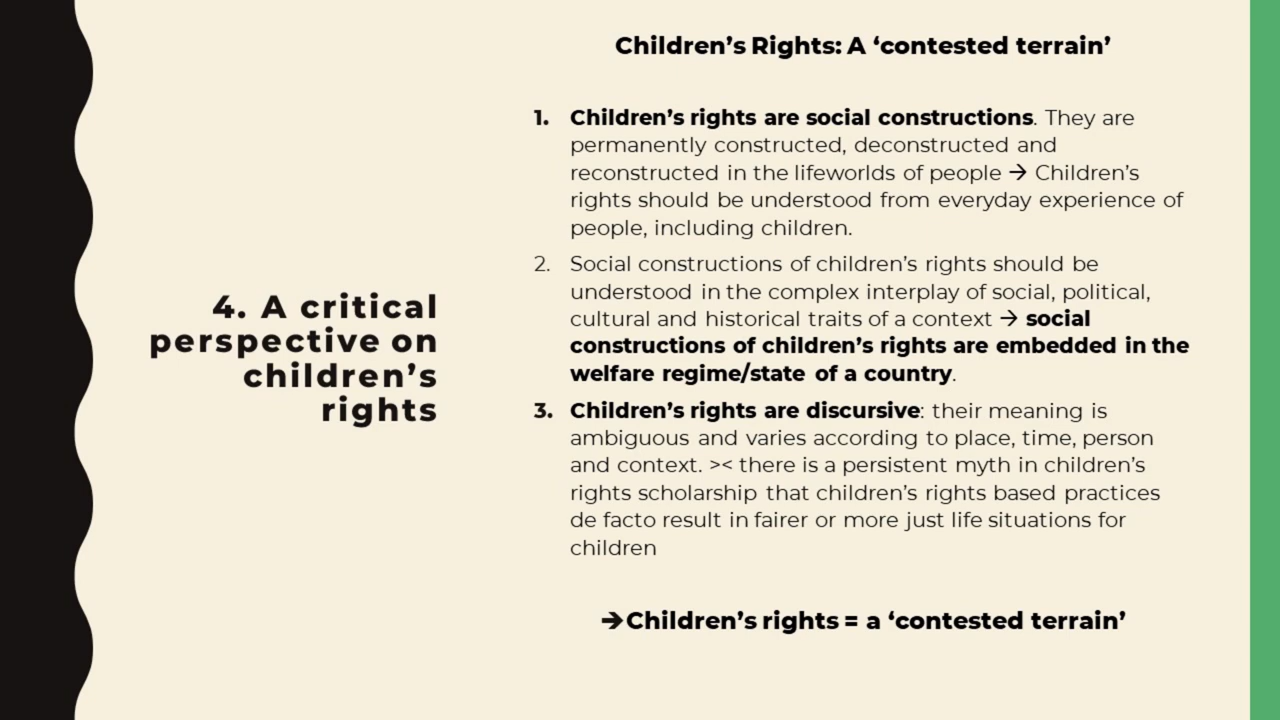 Children's Rights: A ‘contested terrain’
4. A critical
perspective on
children's
rights
1. Children's rights are social constructions. They are
permanently constructed, deconstructed and
reconstructed in the lifeworlds of people → Children's
rights should be understood from everyday experience of
people, including children.
2. Social constructions of children's rights should be
understood in the complex interplay of social, political,
cultural and historical traits of a context → social
constructions of children's rights are embedded in the
welfare regime/state of a country.
3. Children's rights are discursive: their meaning is
ambiguous and varies according to place, time, person
and context. >< there is a persistent myth in children's
rights scholarship that children's rights based practices
de facto result in fairer or more just life situations for
children
→Children's rights = a ‘contested terrain’